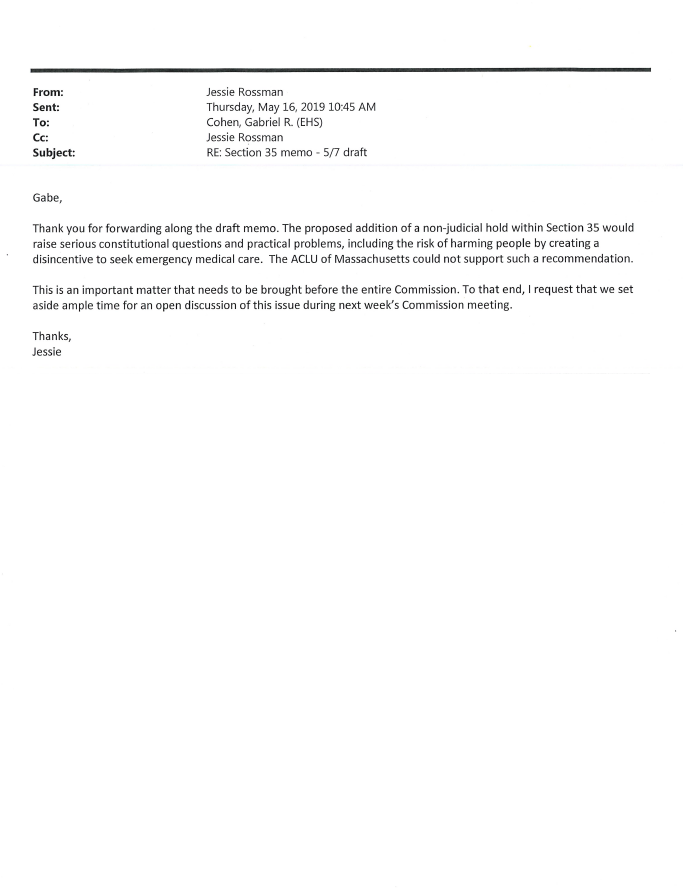 From: Jessie Rossman
Sent: Thursday, May 16, 2019 10:45 AM
To: Cohen, Gabriel R. (EHS)
Cc: Jessie Rossman
Subject: RE: Section 35 memo - 5/7 draft
Gabe,
Thank you for forwarding along the draft memo. The proposed addition of a non-judicial hold within Section 35 would
raise serious constitutional questions and practical problems, including the risk of harming people by creating a
disincentive to seek emergency medical care.  The ACLU of Massachusetts could not support such a recommendation.
This is an important matter that needs to be brought before the entire Commission. To that end, I request that we set
aside ample time for an open discussion of this issue during next week’s Commission meeting.
Thanks,
Jessie